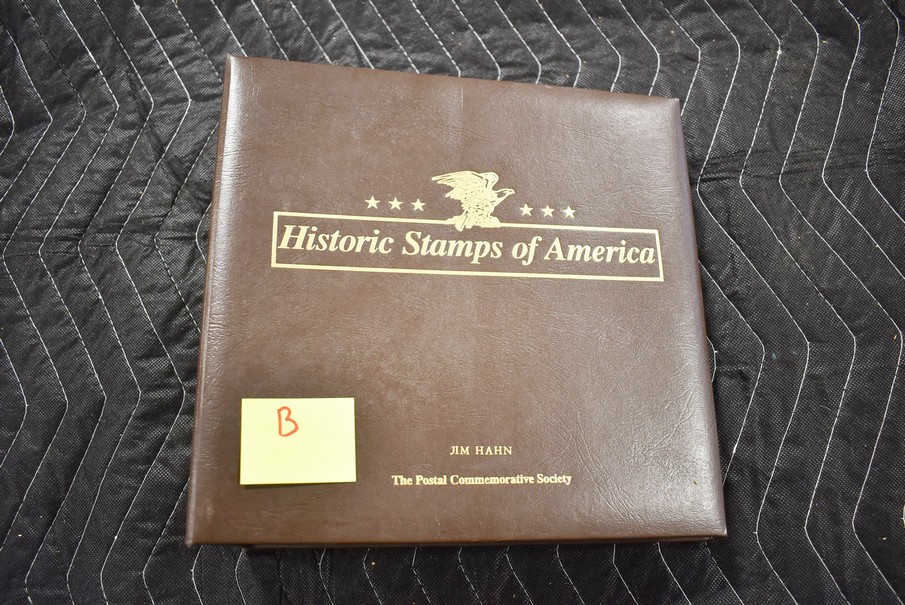 Historic Stamps of America
B
JIM HAHN
The Postal Commemorative Society